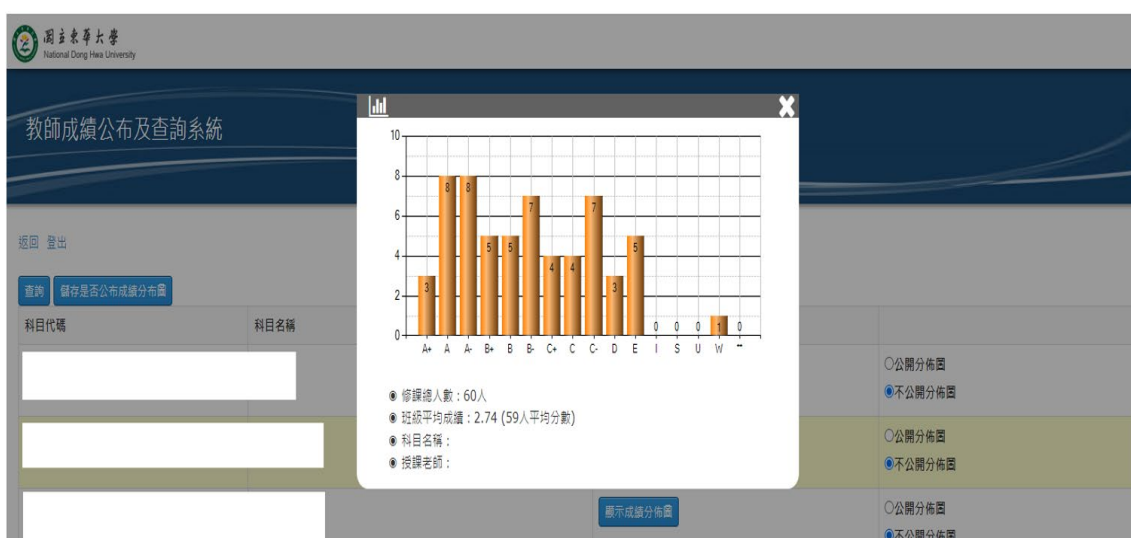 國立東華大學
National Dong Hwa University
教師成績公布及查詢系統
返回 登出
查詢 儲存是否公布成績分布圖
科目代碼 科目名稱
10
8
6
4
2
0
3 8 8 5 5 7 4 4 7 3 5 0 0 0 1 0
A+ A A- B+ B B- C+ C C- D E I S U W --
修課總人數：60人
班級平均成績：2.74 (59人平均分數)
科目名稱：
授課老師：
○公開分佈圖
◉不公開分佈圖
○公開分佈圖
◉不公開分佈圖
顯示成績分佈圖
○公開分佈圖
◉不公開分佈圖